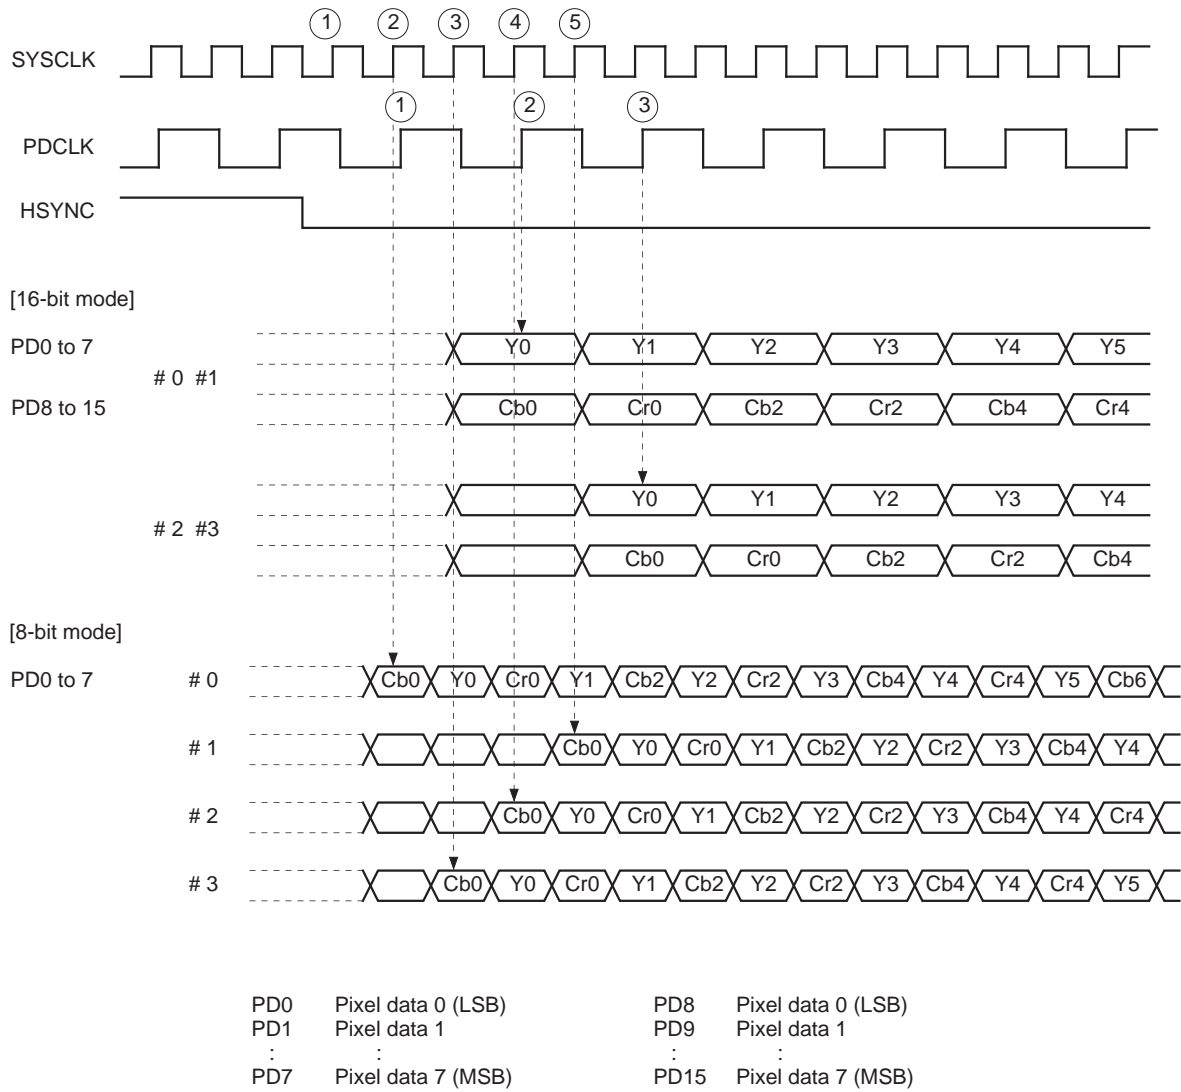 ① ② ③ ④ ⑤
SYSCLK
① ② ③
PDCLK
HSYNC
[16-bit mode]
PD0 to 7 Y0 Y1 Y2 Y3 Y4 Y5
# 0 #1
PD8 to 15 Cb0 Cr0 Cb2 Cr2 Cb4 Cr4
Y0 Y1 Y2 Y3 Y4
# 2 #3
Cb0 Cr0 Cb2 Cr2 Cb4
[8-bit mode]
PD0 to 7 # 0 Cb0 Y0 Cr0 Y1 Cb2 Y2 Cr2 Y3 Cb4 Y4 Cr4 Y5 Cb6
# 1 Cb0 Y0 Cr0 Y1 Cb2 Y2 Cr2 Y3 Cb4 Y4
# 2 Cb0 Y0 Cr0 Y1 Cb2 Y2 Cr2 Y3 Cb4 Y4 Cr4
# 3 Cb0 Y0 Cr0 Y1 Cb2 Y2 Cr2 Y3 Cb4 Y4 Cr4 Y5
PD0 Pixel data 0 (LSB) PD8 Pixel data 0 (LSB)
PD1 Pixel data 1 PD9 Pixel data 1
: : : :
PD7 Pixel data 7 (MSB) PD15 Pixel data 7 (MSB)